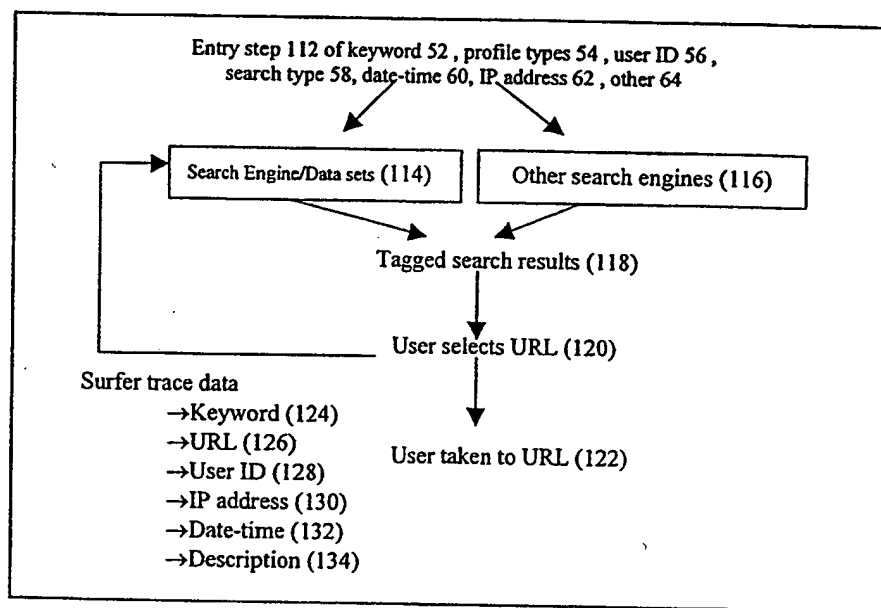 Entry step 112 of keyword 52 , profile types 54 , user ID 56 ,
search type 58, date-time 60, IP address 62 , other 64
Search Engine/Data sets (114)
Other search engines (116)
Tagged search results (118)
User selects URL (120)
Surfer trace data
→Keyword (124)
→URL (126)
→User ID (128)
→IP address (130)
→Date-time (132)
→Description (134)
User taken to URL (122)